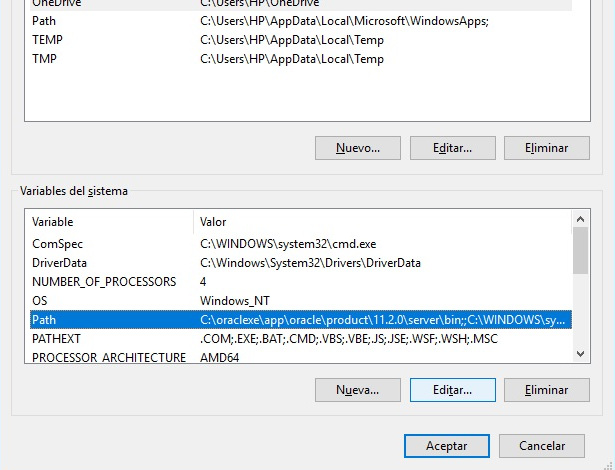 OneDrive C:\Users\HP\OneDrive
Path C:\Users\HP\AppData\Local\Microsoft\WindowsApps;
TEMP C:\Users\HP\AppData\Local\Temp
TMP C:\Users\HP\AppData\Local\Temp
Nuevo... Editar... Eliminar
Variables del sistema
Variable Valor
ComSpec C:\WINDOWS\system32\cmd.exe
DriverData C:\Windows\System32\Drivers\DriverData
NUMBER_OF_PROCESSORS 4
OS Windows_NT
Path C:\oraclexe\app\oracle\product\11.2.0\server\bin;;C:\WINDOWS\sy...
PATHEXT .COM;.EXE;.BAT;.CMD;.VBS;.VBE;.JS;.JSE;.WSF;.WSH;.MSC
PROCESSOR_ARCHITECTURE AMD64
Nueva... Editar... Eliminar
Aceptar Cancelar